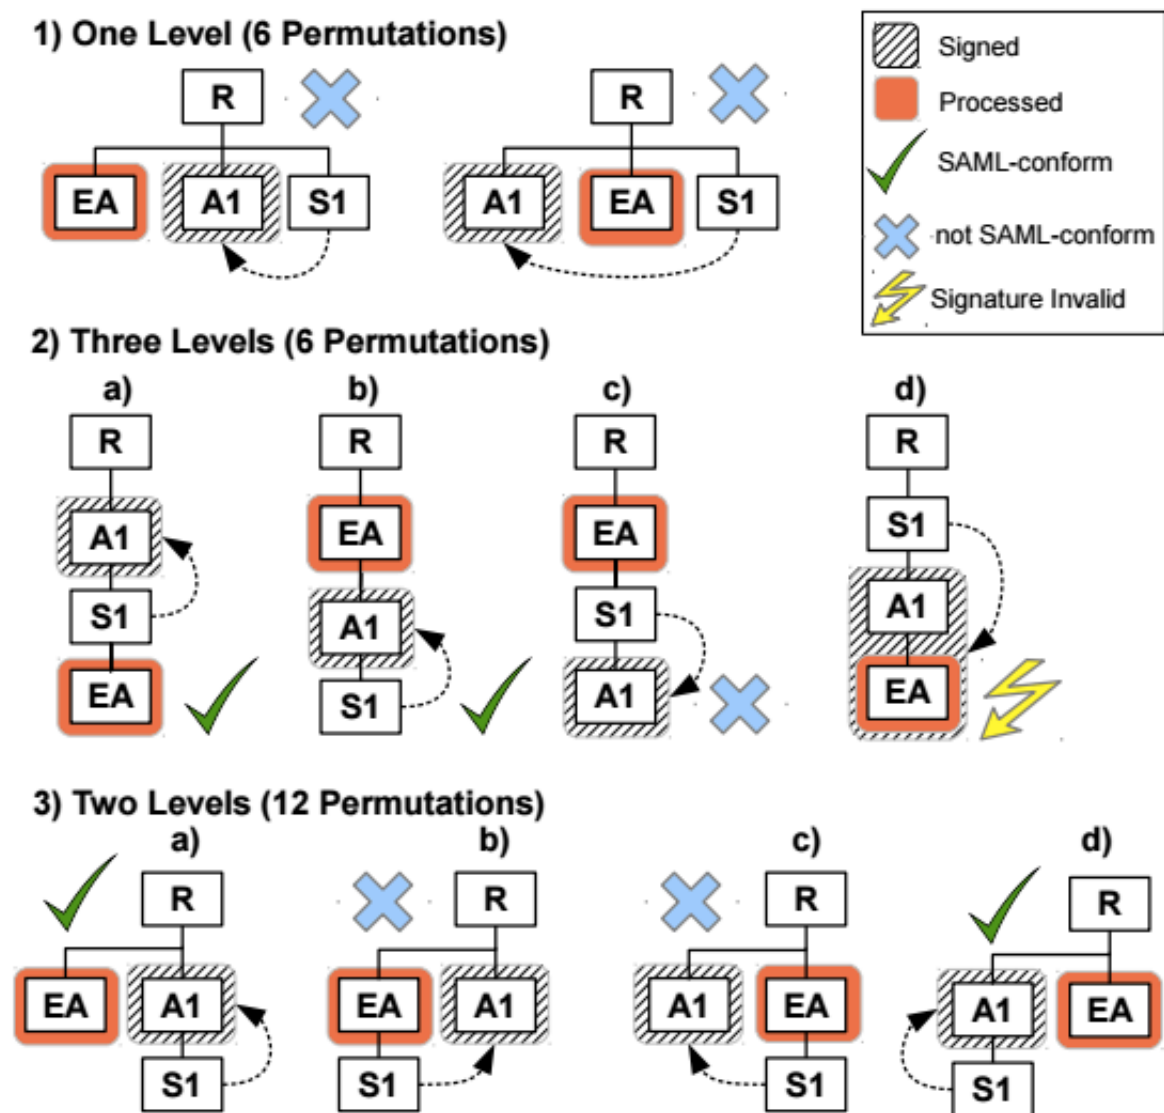 1) One Level (6 Permutations)
R
EA A1 S1
R
A1 EA S1
Signed
Processed
SAML-conform
not SAML-conform
Signature Invalid
2) Three Levels (6 Permutations)
a) b) c) d)
R
A1
S1
EA
R
EA
A1
S1
R
EA
S1
A1
R
S1
A1
EA
3) Two Levels (12 Permutations)
a) b) c) d)
R
EA A1
S1
R
EA A1
S1
R
A1 EA
S1
R
A1 EA
S1